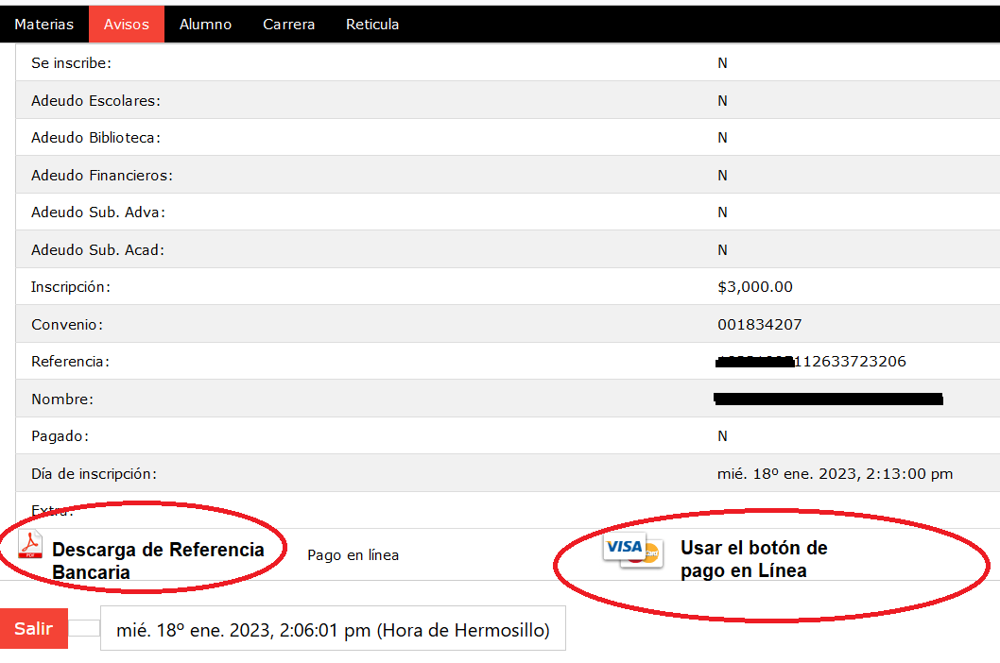 Materias Avisos Alumno Carrera Reticula
Se inscribe: N
Adeudo Escolares: N
Adeudo Biblioteca: N
Adeudo Financieros: N
Adeudo Sub. Adva: N
Adeudo Sub. Acad: N
Inscripción: $3,000.00
Convenio: 001834207
Referencia: 112633723206
Nombre:
Pagado: N
Día de inscripción: mié. 18º ene. 2023, 2:13:00 pm
Extra:
Descarga de Referencia
Bancaria
Pago en línea
VISA
Usar el botón de
pago en Línea
Salir mié. 18º ene. 2023, 2:06:01 pm (Hora de Hermosillo)